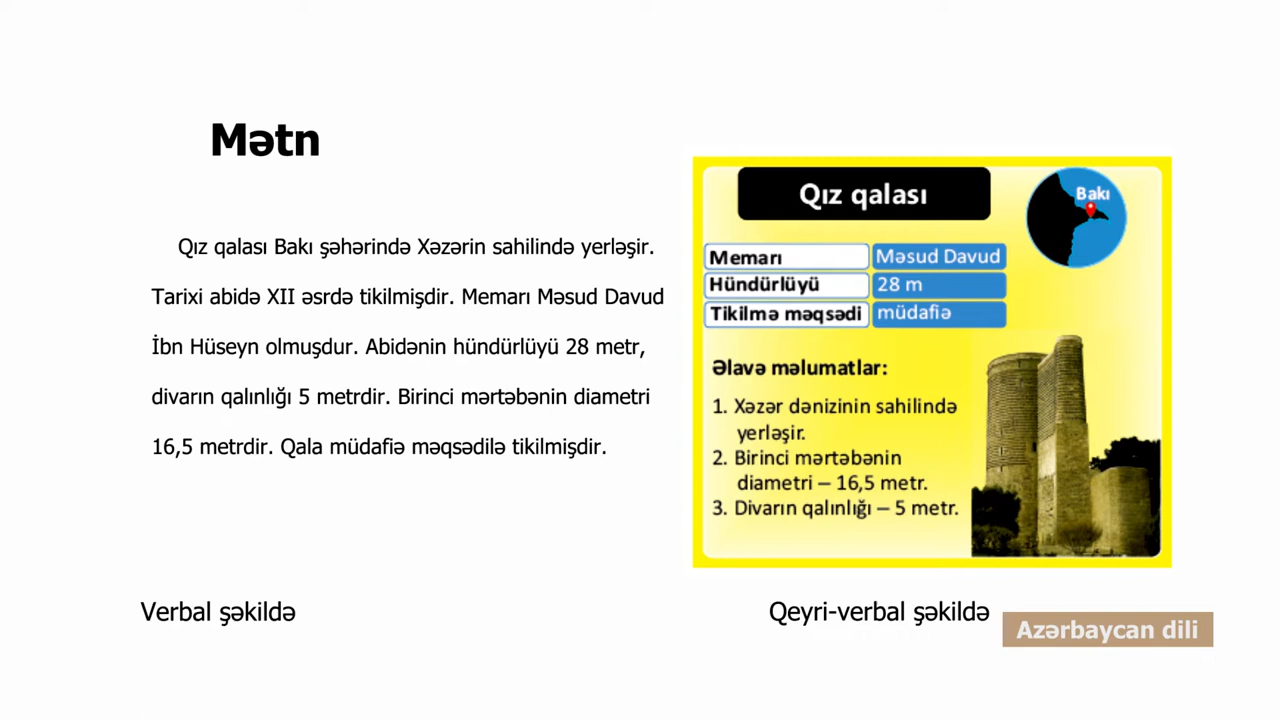 Mətn
Qız qalası Bakı şəhərində Xəzərin sahilində yerləşir.
Tarixi abidə XII əsrdə tikilmişdir. Memarı Məsud Davud
İbn Hüseyn olmuşdur. Abidənin hündürlüyü 28 metr,
divarın qalınlığı 5 metrdir. Birinci mərtəbənin diametri
16,5 metrdir. Qala müdafiə məqsədilə tikilmişdir.
Verbal şəkildə
Qız qalası
Bakı
Memarı Məsud Davud
Hündürlüyü 28 m
Tikilmə məqsədi müdafiə
Əlavə məlumatlar:
1. Xəzər dənizinin sahilində
yerləşir.
2. Birinci mərtəbənin
diametri – 16,5 metr.
3. Divarın qalınlığı – 5 metr.
Qeyri-verbal şəkildə
Azərbaycan dili